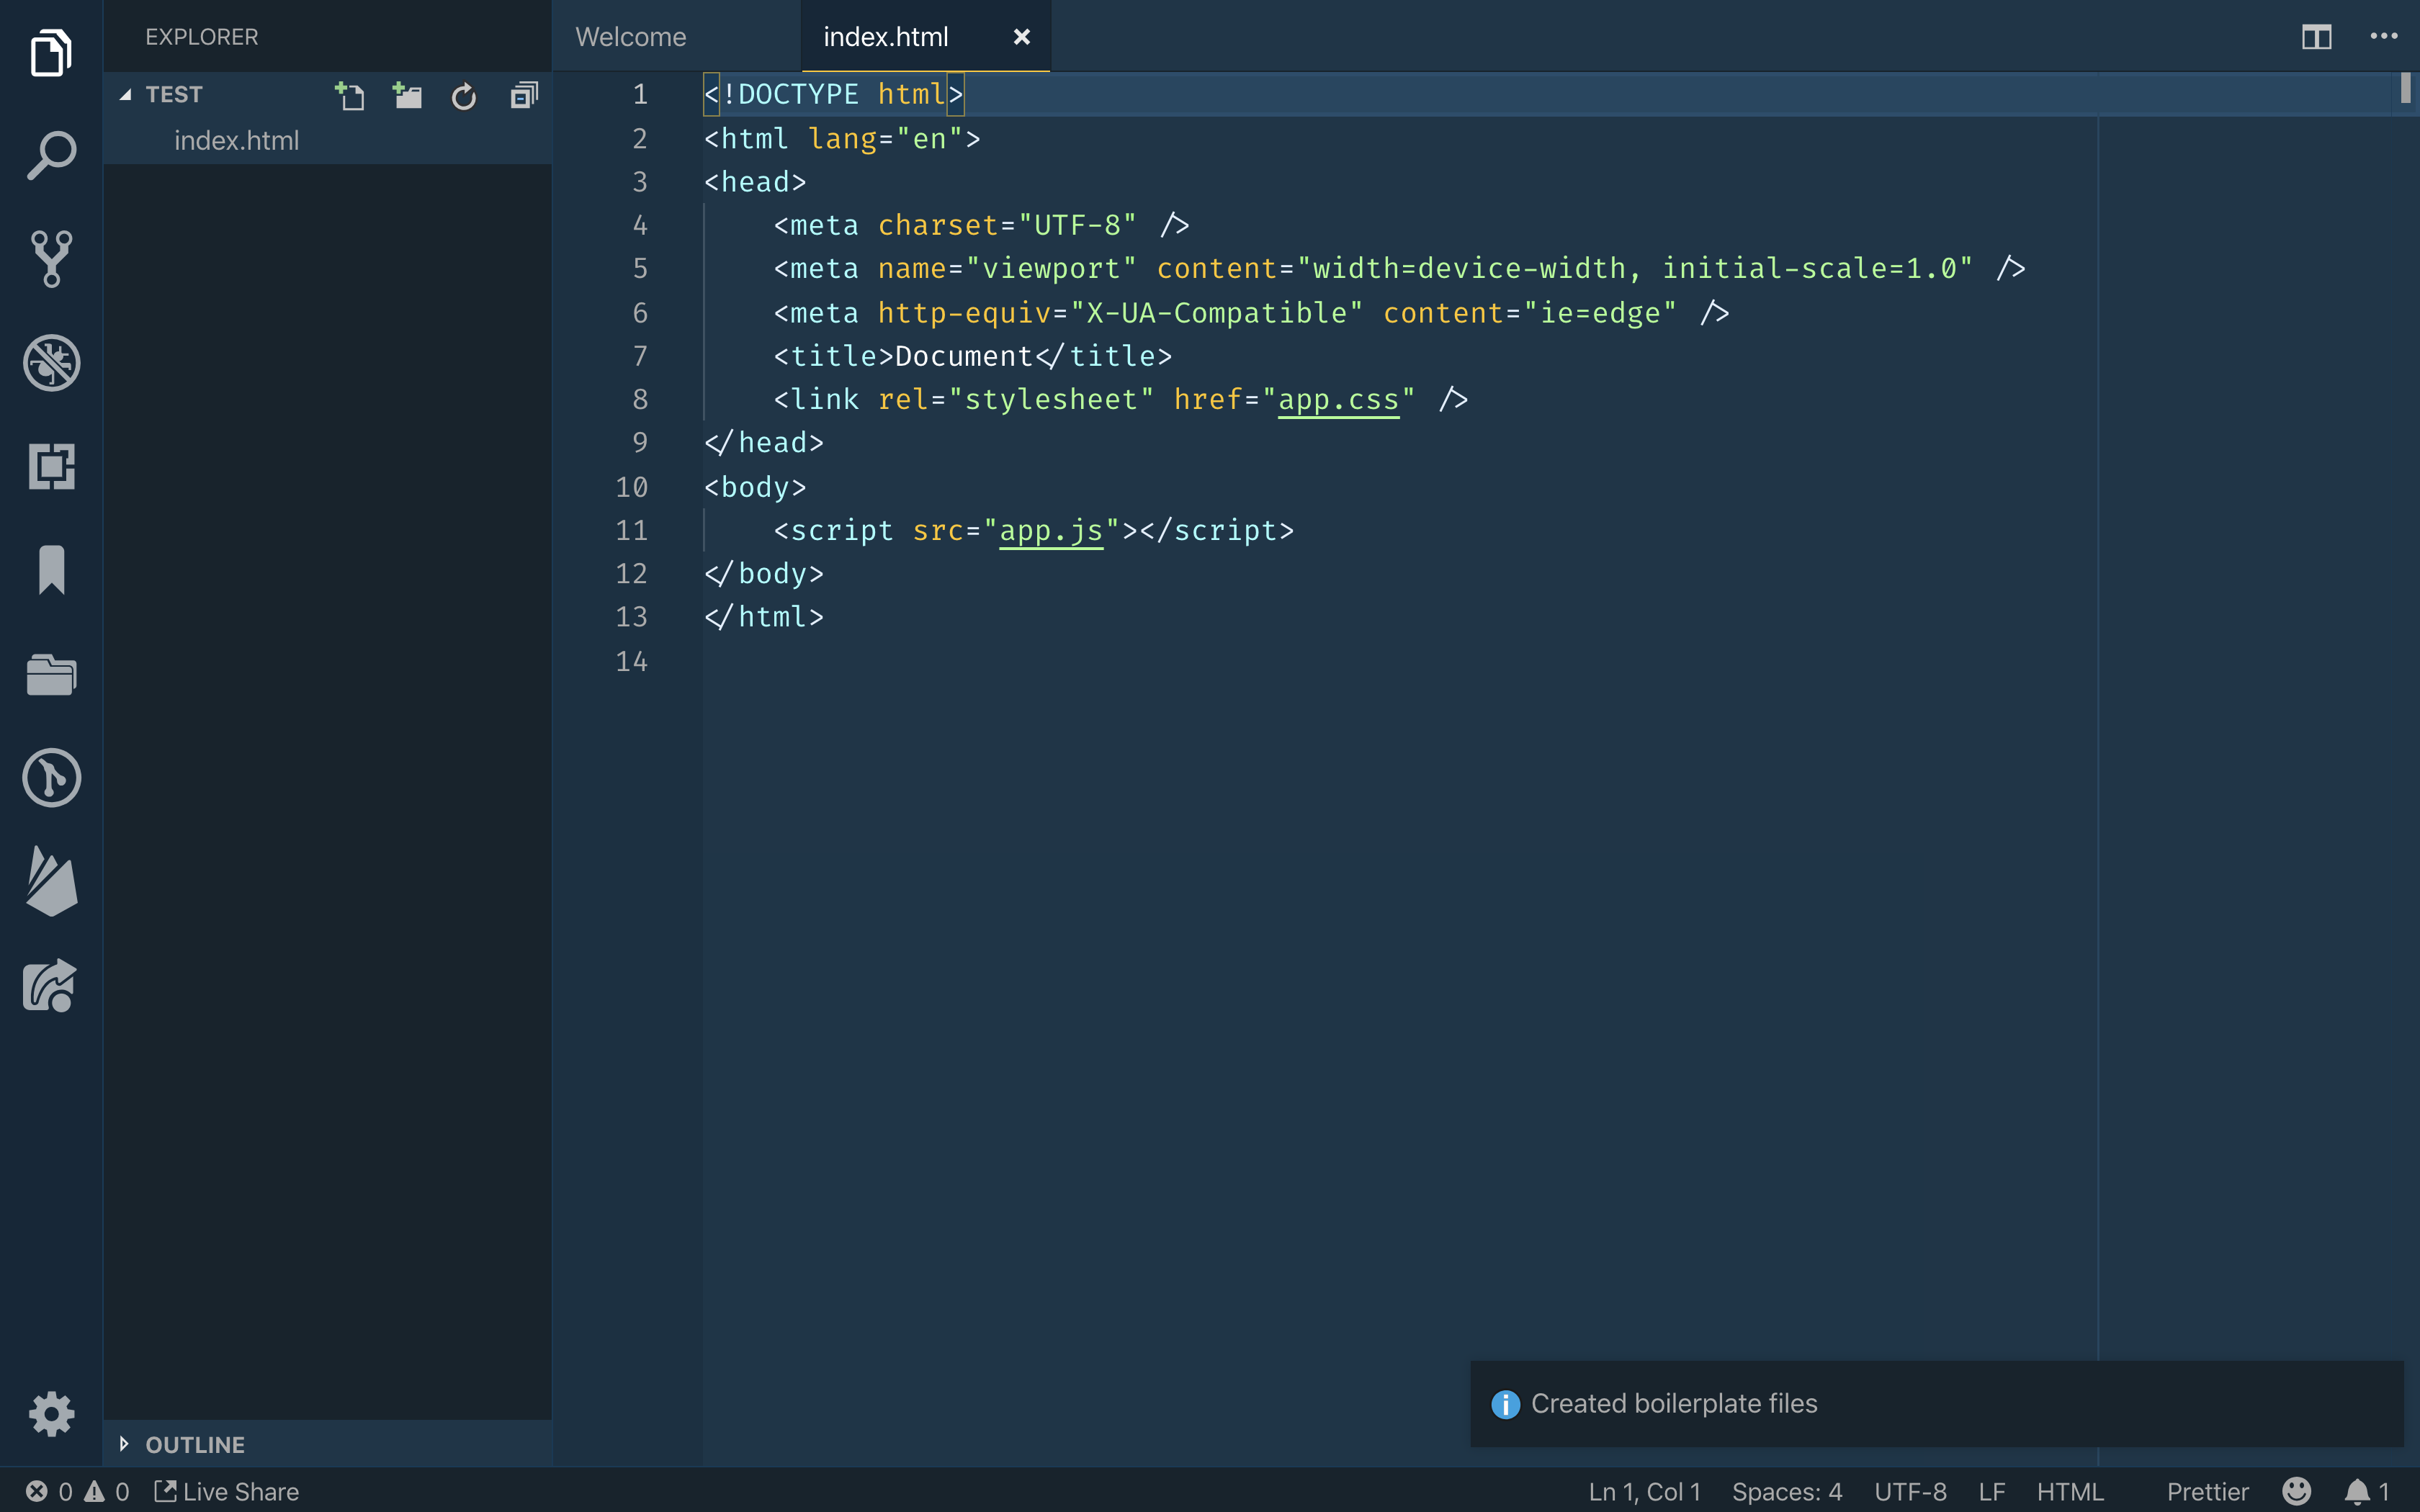 EXPLORER
TEST
index.html
OUTLINE
Welcome
index.html
1 <!DOCTYPE html>
2 <html lang="en">
3 <head>
4     <meta charset="UTF-8" />
5     <meta name="viewport" content="width=device-width, initial-scale=1.0" />
6     <meta http-equiv="X-UA-Compatible" content="ie=edge" />
7     <title>Document</title>
8     <link rel="stylesheet" href="app.css" />
9 </head>
10 <body>
11     <script src="app.js"></script>
12 </body>
13 </html>
14
Created boilerplate files
0 0 Live Share Ln 1, Col 1 Spaces: 4 UTF-8 LF HTML Prettier 1